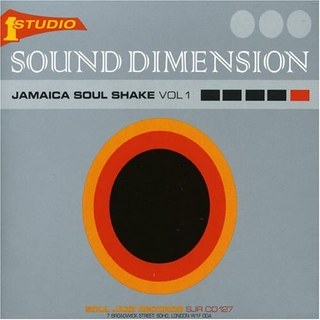 1 STUDIO
SOUND DIMENSION
JAMAICA SOUL SHAKE VOL 1
SOUL JAZZ RECORDS SJR CD 127
7 BROADWICK STREET, SOHO, LONDON W1F 0DA